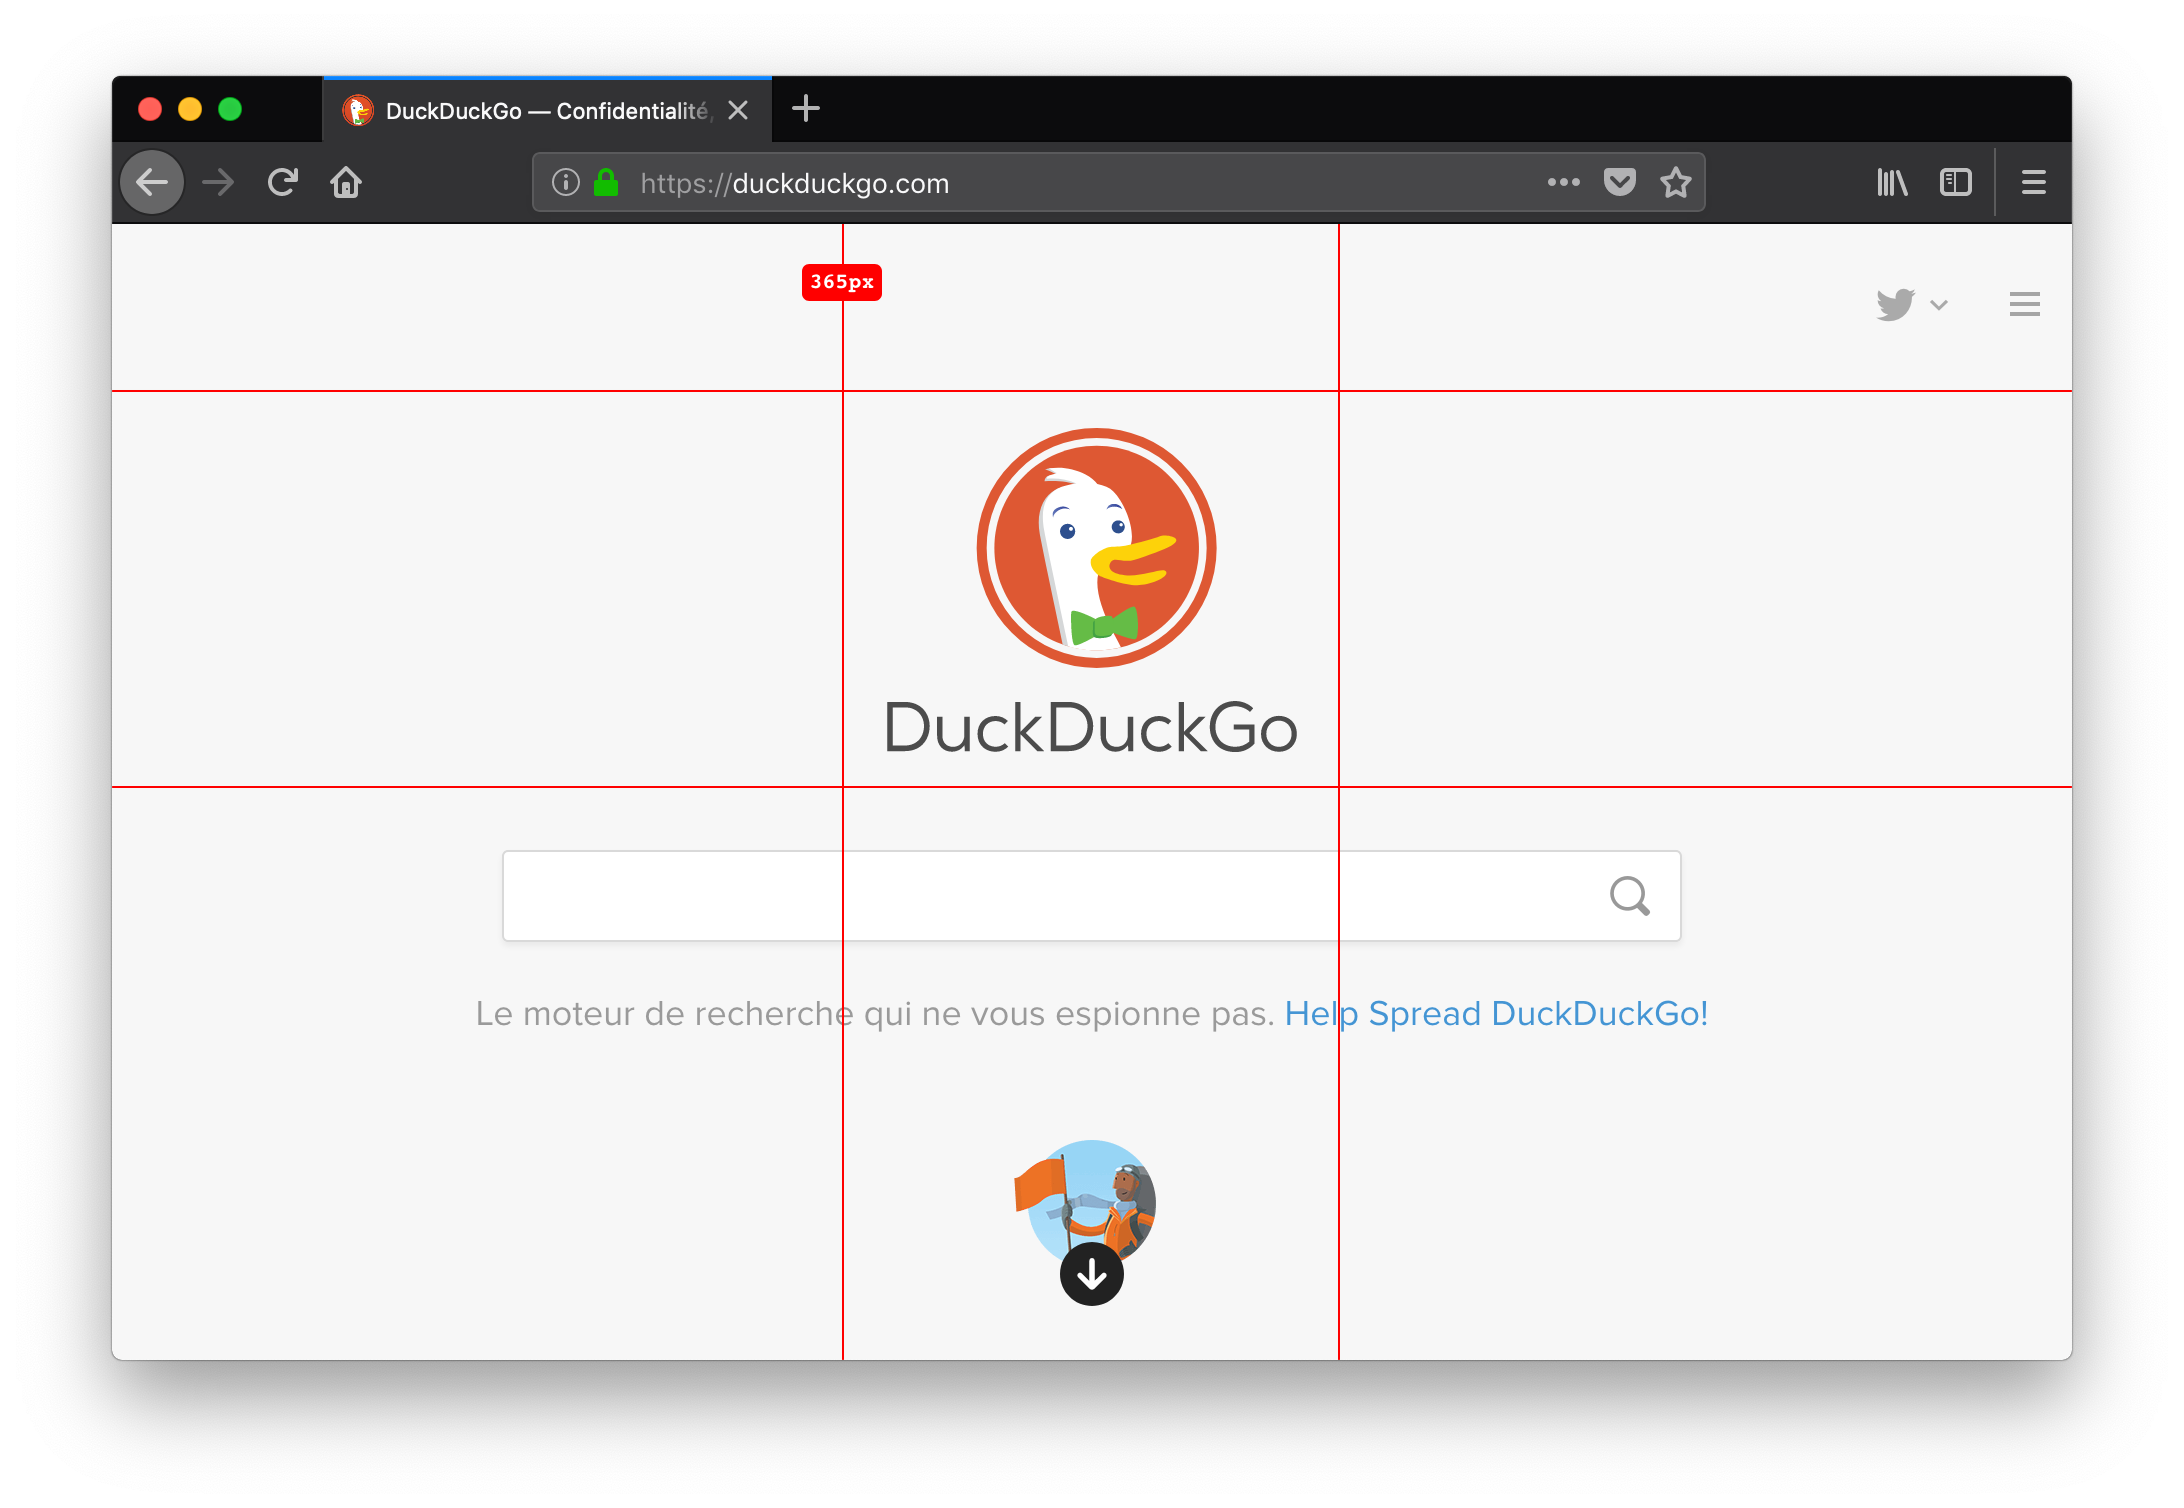 DuckDuckGo — Confidentialité,
https://duckduckgo.com
365px
DuckDuckGo
Le moteur de recherche qui ne vous espionne pas. Help Spread DuckDuckGo!